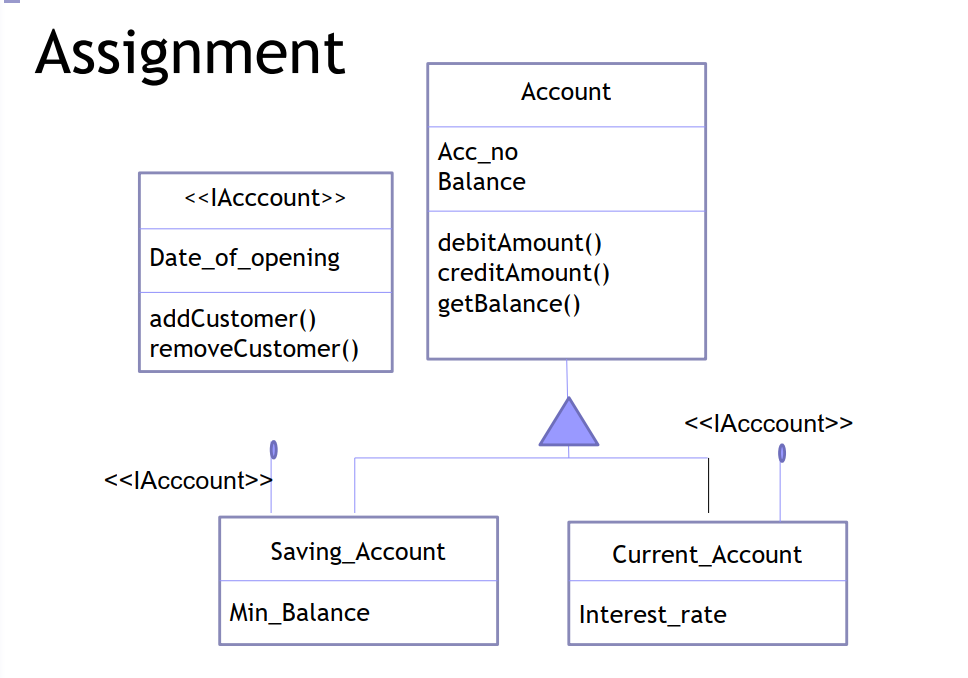 Assignment
Account
Acc_no
Balance
debitAmount()
creditAmount()
getBalance()
<<IAcccount>>
Date_of_opening
addCustomer()
removeCustomer()
<<IAcccount>>
<<IAcccount>>
Saving_Account
Min_Balance
Current_Account
Interest_rate